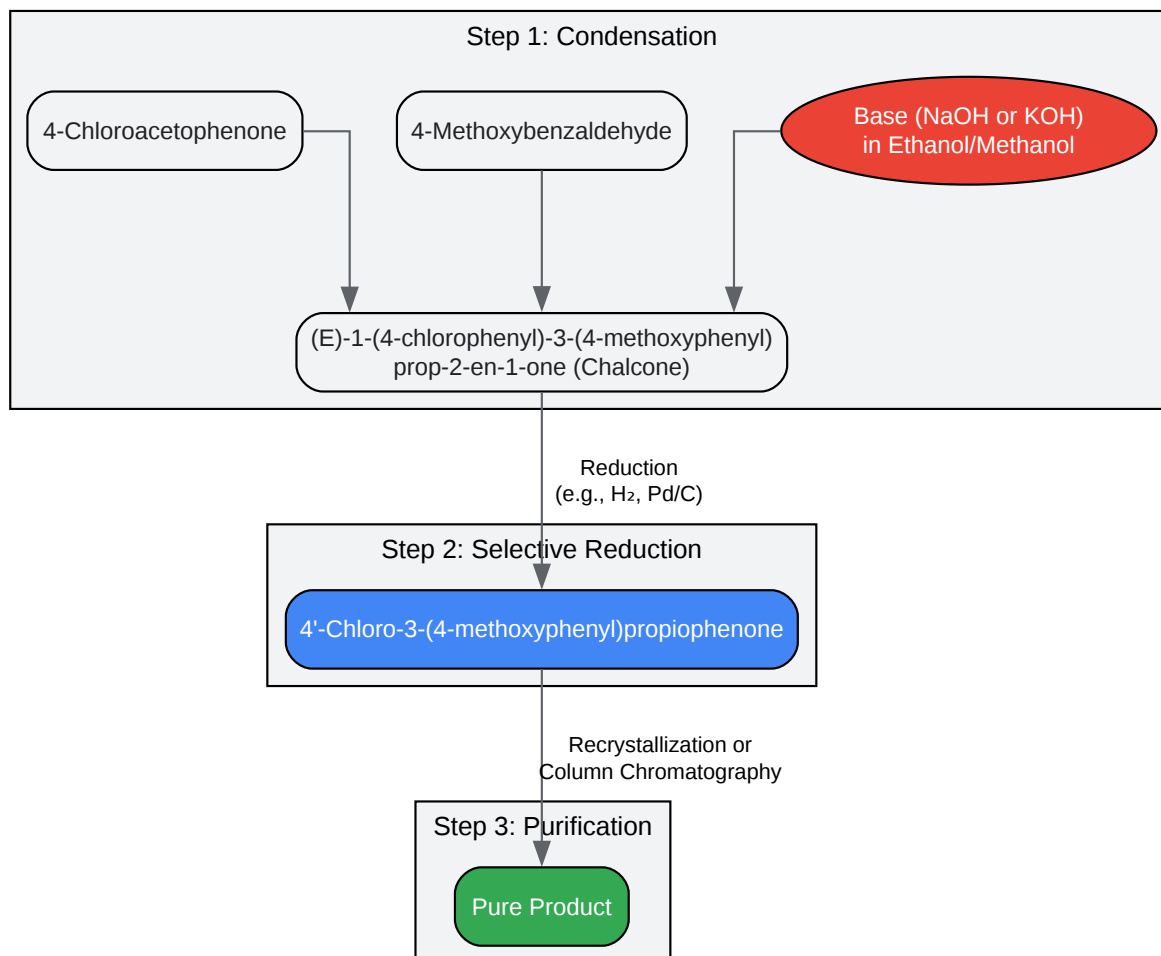 Step 1: Condensation
4-Chloroacetophenone
4-Methoxybenzaldehyde
Base (NaOH or KOH)
in Ethanol/Methanol
(E)-1-(4-chlorophenyl)-3-(4-methoxyphenyl)
prop-2-en-1-one (Chalcone)
Reduction
(e.g., H₂, Pd/C)
Step 2: Selective Reduction
4'-Chloro-3-(4-methoxyphenyl)propiophenone
Recrystallization or
Column Chromatography
Step 3: Purification
Pure Product